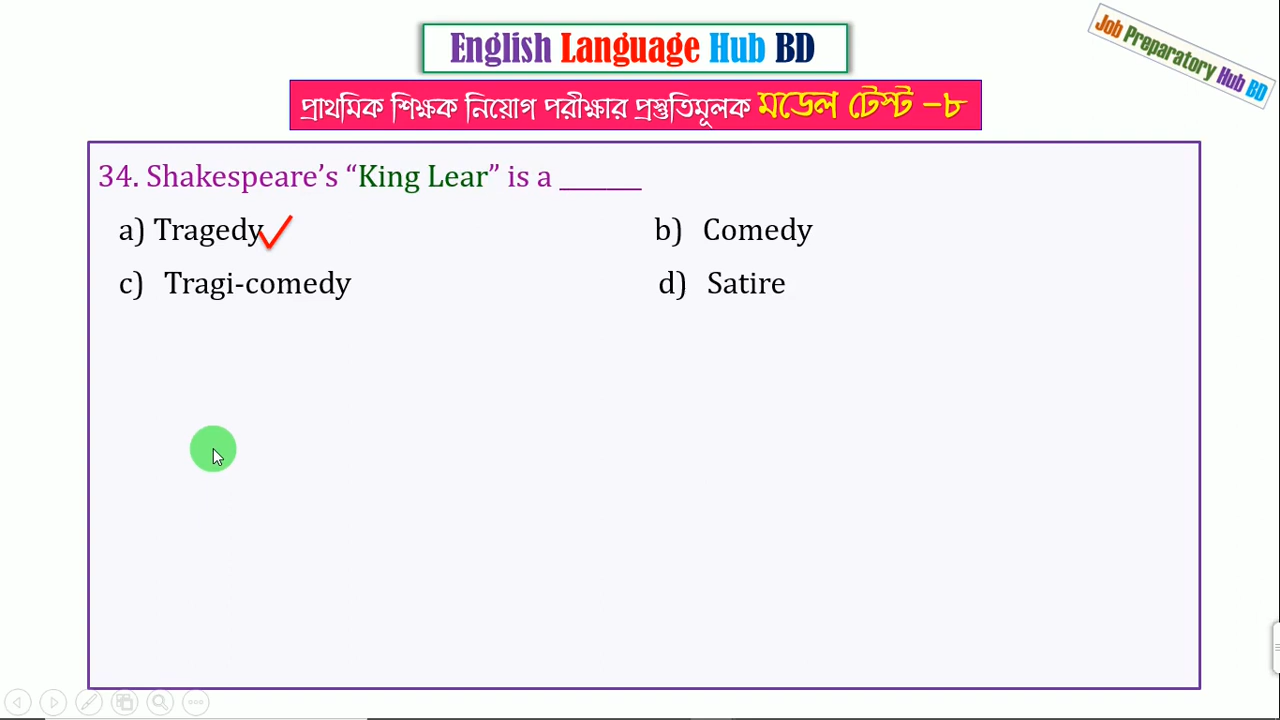 English Language Hub BD
Job Preparatory Hub BD
প্রাথমিক শিক্ষক নিয়োগ পরীক্ষার প্রস্তুতিমূলক মডেল টেস্ট –৮
34. Shakespeare’s “King Lear” is a ______
a) Tragedy b) Comedy
c) Tragi-comedy d) Satire